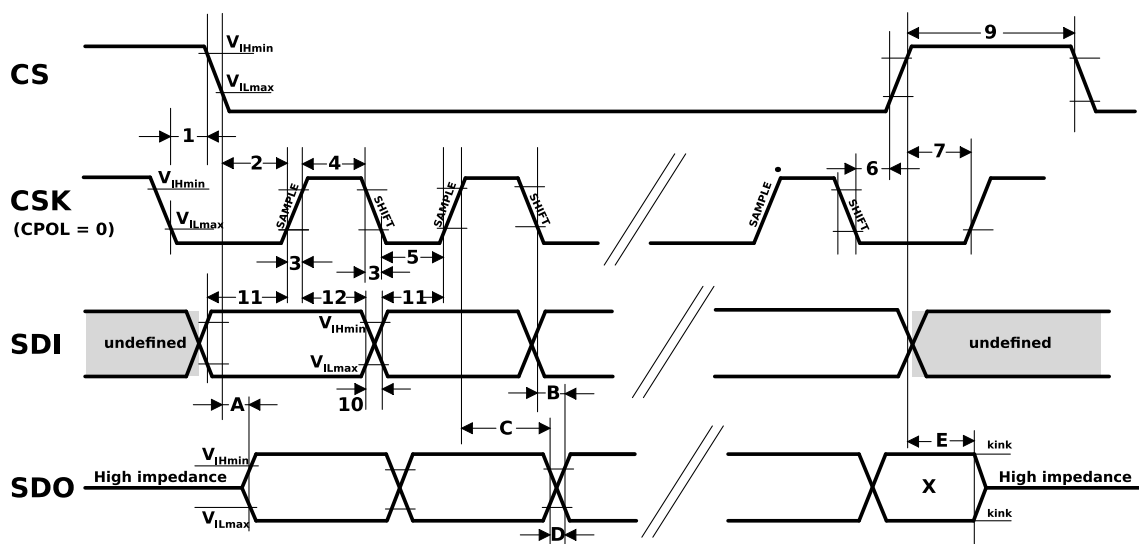 CS
VIHmin
VILmax
9
1
2
4
6
7
CSK
(CPOL = 0)
VIHmin
VILmax
SAMPLE
SHIFT
SAMPLE
SHIFT
SAMPLE
SHIFT
3
3
5
11
12
11
SDI
undefined
VIHmin
VILmax
undefined
10
A
B
C
E
SDO
High impedance
VIHmin
VILmax
X
kink
kink
High impedance
D